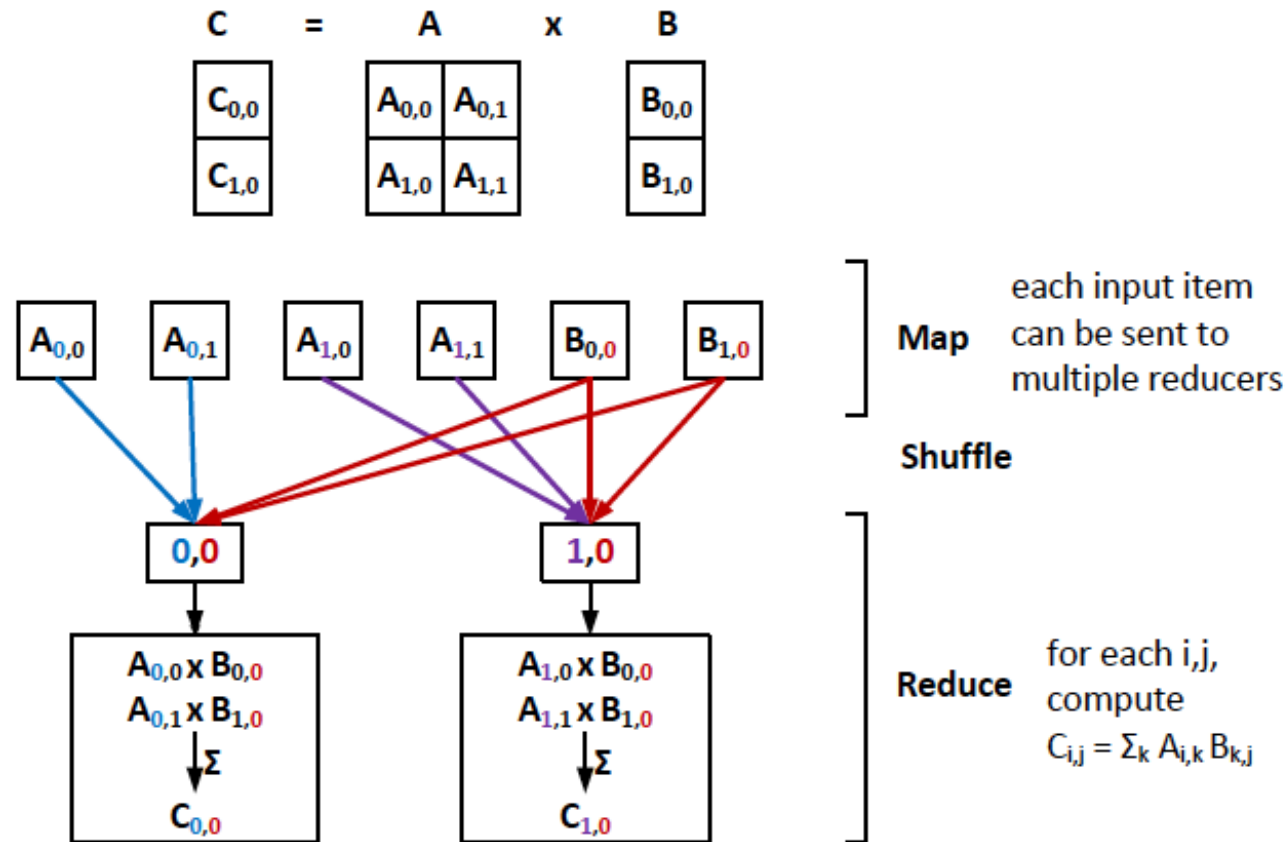 C = A x B
C0,0 A0,0 A0,1 B0,0
C1,0 A1,0 A1,1 B1,0
A0,0 A0,1 A1,0 A1,1 B0,0 B1,0
Map
each input item
can be sent to
multiple reducers
Shuffle
0,0 1,0
A0,0 x B0,0
A0,1 x B1,0
Σ
C0,0
A1,0 x B0,0
A1,1 x B1,0
Σ
C1,0
Reduce
for each i,j,
compute
Ci,j = Σk Ai,k Bk,j